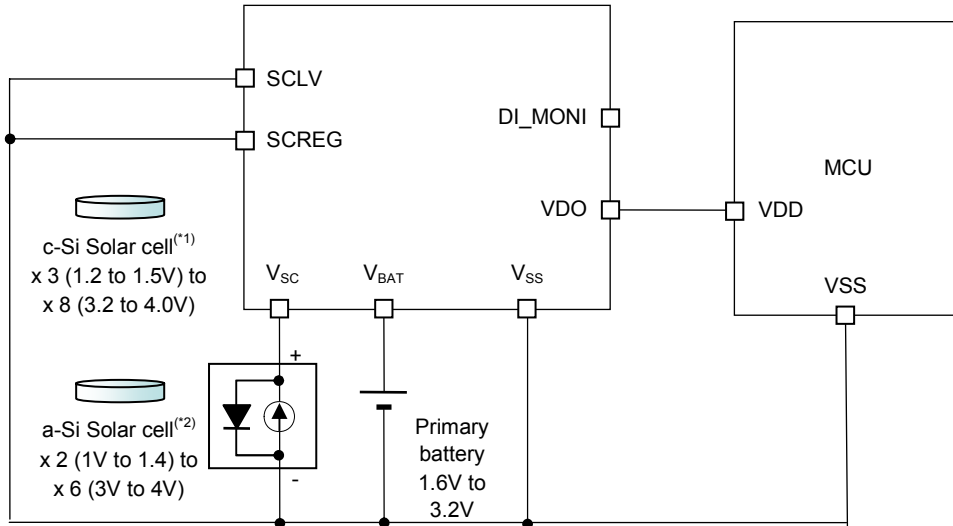 SCLV
SCREG
DI_MONI
VDO
VSC
VBAT
VSS
MCU
VDD
VSS
c-Si Solar cell(*1)
x 3 (1.2 to 1.5V) to
x 8 (3.2 to 4.0V)
a-Si Solar cell(*2)
x 2 (1V to 1.4) to
x 6 (3V to 4V)
+
-
Primary
battery
1.6V to
3.2V